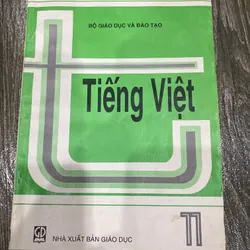 BỘ GIÁO DỤC VÀ ĐÀO TẠO
Tiếng Việt
NHÀ XUẤT BẢN GIÁO DỤC
11